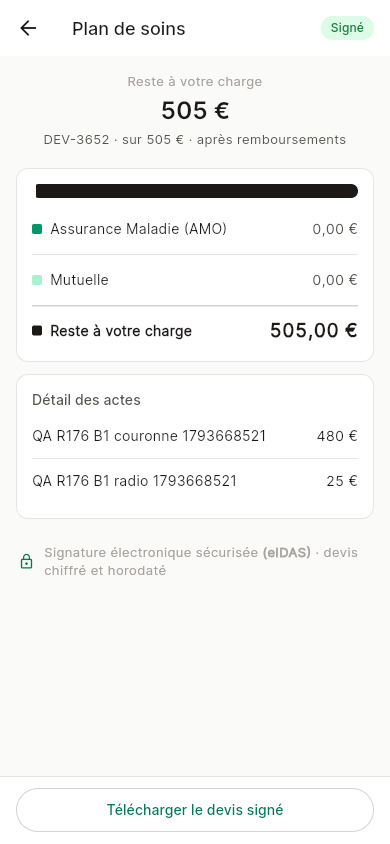 Plan de soins
Signé
Reste à votre charge
505 €
DEV-3652 · sur 505 € · après remboursements
Assurance Maladie (AMO) 0,00 €
Mutuelle 0,00 €
Reste à votre charge 505,00 €
Détail des actes
QA R176 B1 couronne 1793668521 480 €
QA R176 B1 radio 1793668521 25 €
Signature électronique sécurisée (eIDAS) · devis
chiffré et horodaté
Télécharger le devis signé